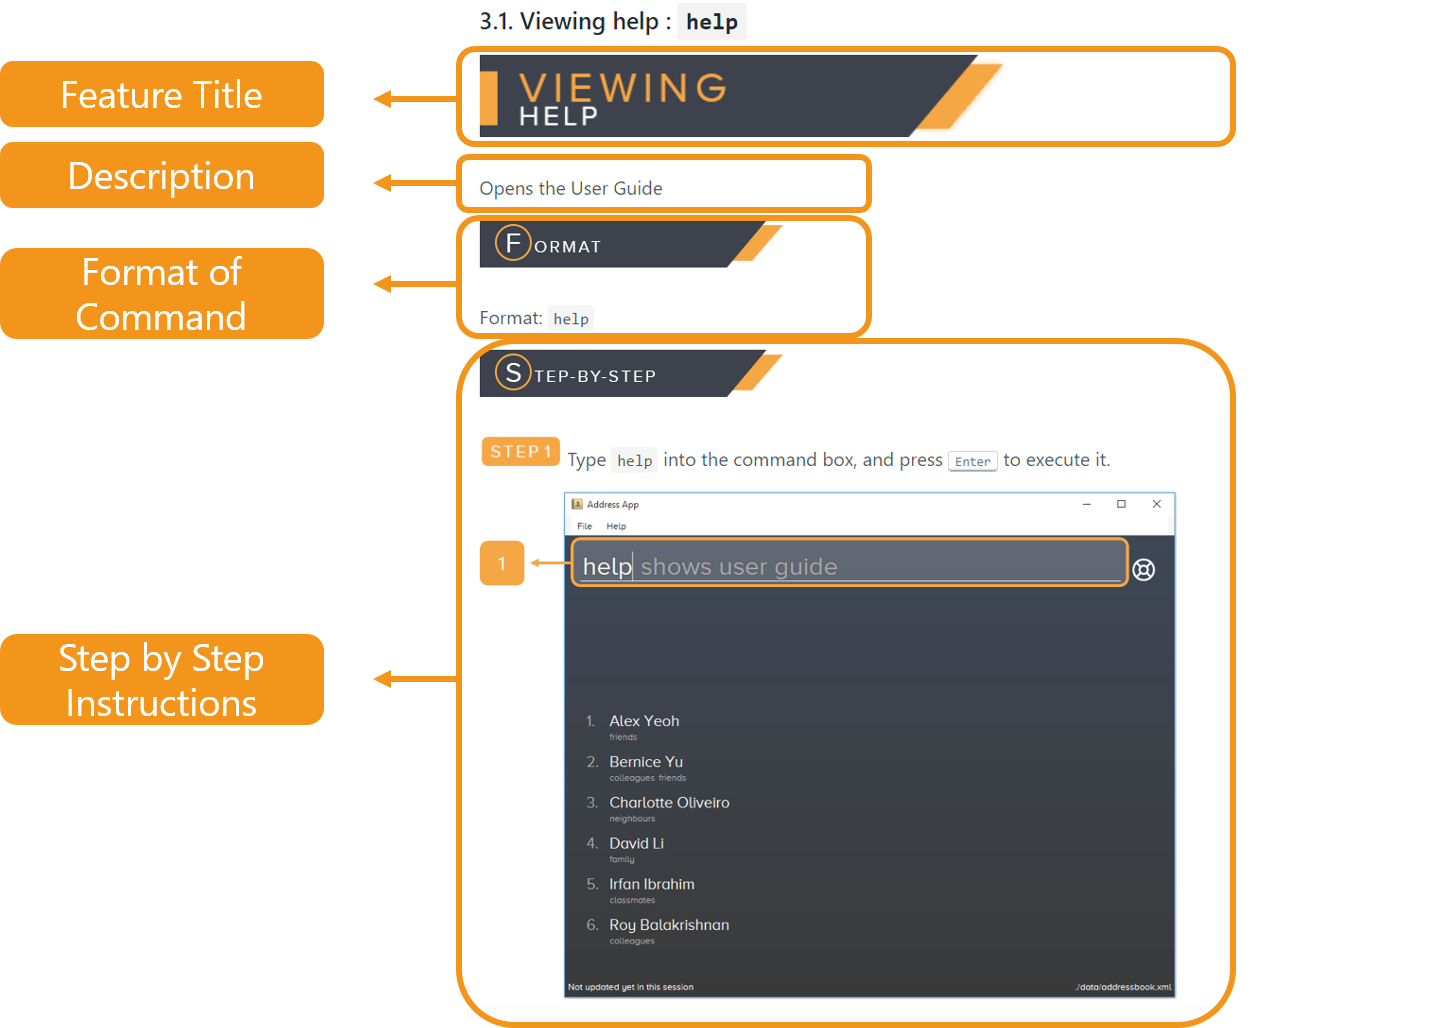 3.1. Viewing help : help
Feature Title
VIEWING
HELP
Description
Opens the User Guide
Format of
Command
FORMAT
Format: help
STEP-BY-STEP
STEP 1 Type help into the command box, and press Enter to execute it.
Address App
File Help
1
help shows user guide
Step by Step
Instructions
1. Alex Yeoh
friends
2. Bernice Yu
colleagues friends
3. Charlotte Oliveiro
neighbours
4. David Li
family
5. Irfan Ibrahim
classmates
6. Roy Balakrishnan
colleagues
Not updated yet in this session
./data/addressbook.xml